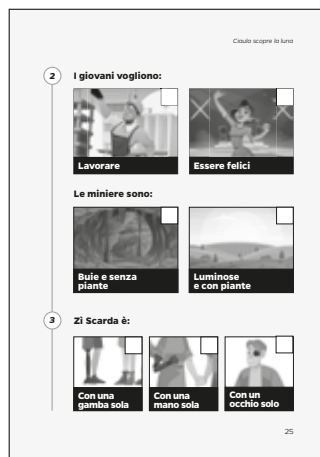 Ciaula scopre la luna
2 I giovani vogliono:
Lavorare
Essere felici
Le miniere sono:
Buie e senza
piante
Luminose
e con piante
3 Zì Scarda è:
Con una
gamba sola
Con una
mano sola
Con un
occhio solo
25